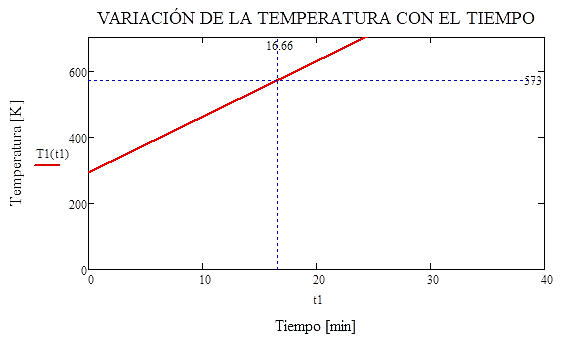 VARIACIÓN DE LA TEMPERATURA CON EL TIEMPO
16.66
600
573
400
200
0
Temperatura [K]
T1(t1)
0 10 20 30 40
t1
Tiempo [min]